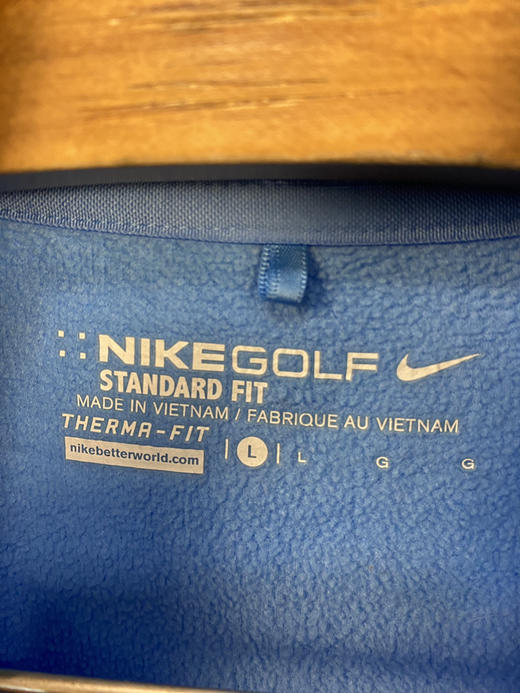 NIKEGOLF
STANDARD FIT
MADE IN VIETNAM / FABRIQUE AU VIETNAM
THERMA-FIT
nikebetterworld.com | L | L G G